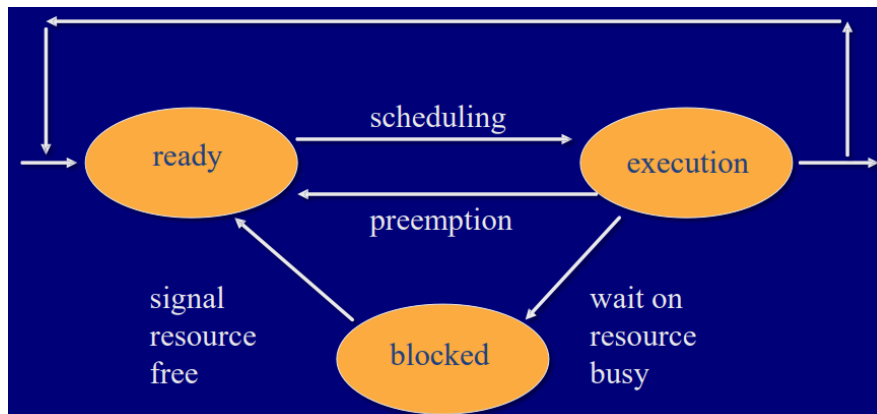 scheduling
ready
execution
preemption
signal
resource
free
wait on
resource
busy
blocked